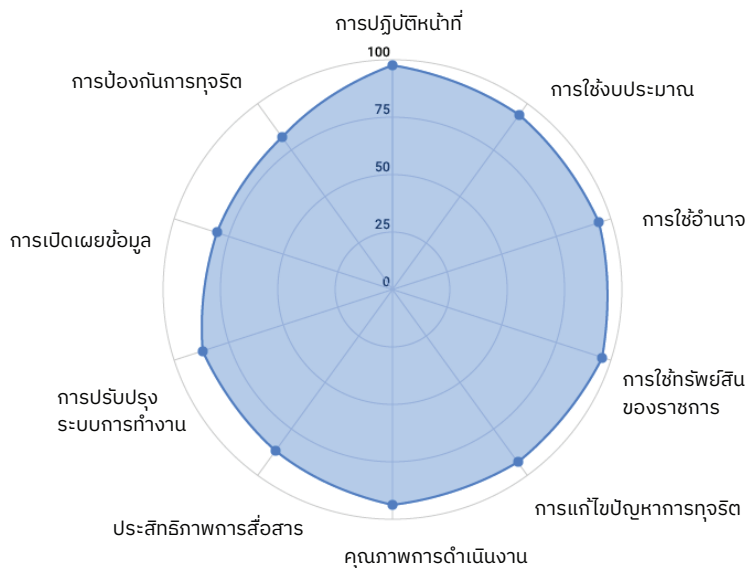 การปฏิบัติหน้าที่
100
การป้องกันการทุจริต
การใช้งบประมาณ
75
50
การใช้อำนาจ
25
การเปิดเผยข้อมูล
0
การใช้ทรัพย์สิน
ของราชการ
การปรับปรุง
ระบบการทำงาน
การแก้ไขปัญหาการทุจริต
ประสิทธิภาพการสื่อสาร
คุณภาพการดำเนินงาน